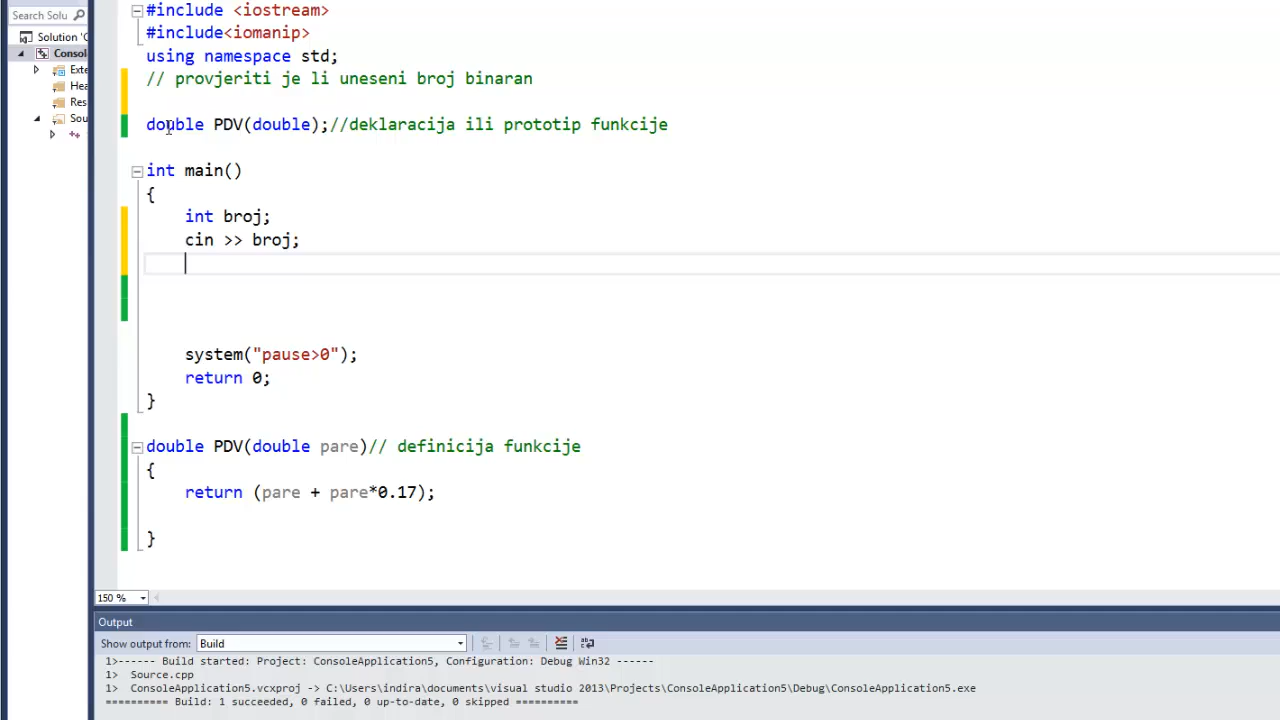 Search Solu
Solution '
Consol
Exte
Hea
Res
Sou
#include <iostream>
#include<iomanip>
using namespace std;
// provjeriti je li uneseni broj binaran
double PDV(double);//deklaracija ili prototip funkcije
int main()
{
int broj;
cin >> broj;
system("pause>0");
return 0;
}
double PDV(double pare)// definicija funkcije
{
return (pare + pare*0.17);
}
150 %
Output
Show output from: Build
1>------ Build started: Project: ConsoleApplication5, Configuration: Debug Win32 ------
1> Source.cpp
1> ConsoleApplication5.vcxproj -> C:\Users\indira\documents\visual studio 2013\Projects\ConsoleApplication5\Debug\ConsoleApplication5.exe
========== Build: 1 succeeded, 0 failed, 0 up-to-date, 0 skipped ==========